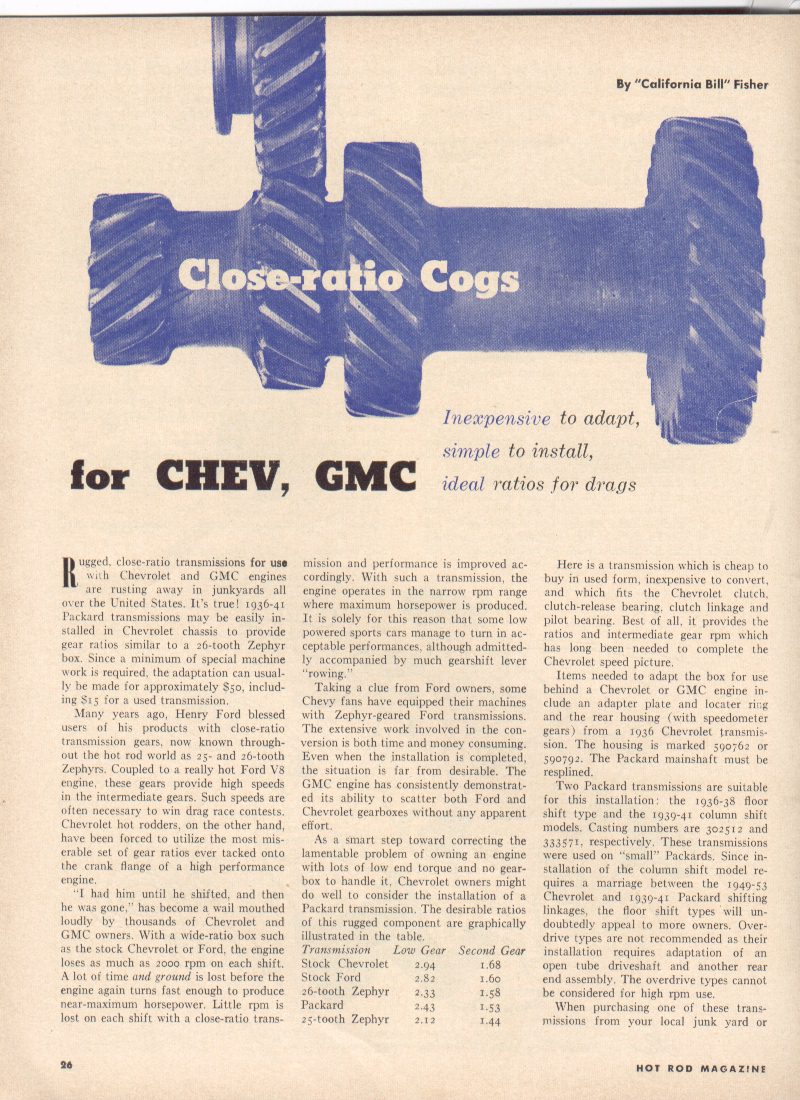 By "California Bill" Fisher
Close-ratio Cogs
for CHEV, GMC
Inexpensive to adapt,
simple to install,
ideal ratios for drags
Rugged, close-ratio transmissions for use
with Chevrolet and GMC engines
are rusting away in junkyards all
over the United States. It's true! 1936-41
Packard transmissions may be easily in-
stalled in Chevrolet chassis to provide
gear ratios similar to a 26-tooth Zephyr
box. Since a minimum of special machine
work is required, the adaptation can usual-
ly be made for approximately $50, includ-
ing $15 for a used transmission.
Many years ago, Henry Ford blessed
users of his products with close-ratio
transmission gears, now known through-
out the hot rod world as 25- and 26-tooth
Zephyrs. Coupled to a really hot Ford V8
engine, these gears provide high speeds
in the intermediate gears. Such speeds are
often necessary to win drag race contests.
Chevrolet hot rodders, on the other hand,
have been forced to utilize the most mis-
erable set of gear ratios ever tacked onto
the crank flange of a high performance
engine.
"I had him until he shifted, and then
he was gone," has become a wail mouthed
loudly by thousands of Chevrolet and
GMC owners. With a wide-ratio box such
as the stock Chevrolet or Ford, the engine
loses as much as 2000 rpm on each shift.
A lot of time and ground is lost before the
engine again turns fast enough to produce
near-maximum horsepower. Little rpm is
lost on each shift with a close-ratio trans-
mission and performance is improved ac-
cordingly. With such a transmission, the
engine operates in the narrow rpm range
where maximum horsepower is produced.
It is solely for this reason that some low
powered sports cars manage to turn in ac-
ceptable performances, although admitted-
ly accompanied by much gearshift lever
"rowing."
Taking a clue from Ford owners, some
Chevy fans have equipped their machines
with Zephyr-geared Ford transmissions.
The extensive work involved in the con-
version is both time and money consuming.
Even when the installation is completed,
the situation is far from desirable. The
GMC engine has consistently demonstrat-
ed its ability to scatter both Ford and
Chevrolet gearboxes without any apparent
effort.
As a smart step toward correcting the
lamentable problem of owning an engine
with lots of low end torque and no gear-
box to handle it, Chevrolet owners might
do well to consider the installation of a
Packard transmission. The desirable ratios
of this rugged component are graphically
illustrated in the table.
Transmission Low Gear Second Gear
Stock Chevrolet 2.94 1.68
Stock Ford 2.82 1.60
26-tooth Zephyr 2.33 1.58
Packard 2.43 1.53
25-tooth Zephyr 2.12 1.44
Here is a transmission which is cheap to
buy in used form, inexpensive to convert,
and which fits the Chevrolet clutch,
clutch-release bearing, clutch linkage and
pilot bearing. Best of all, it provides the
ratios and intermediate gear rpm which
has long been needed to complete the
Chevrolet speed picture.
Items needed to adapt the box for use
behind a Chevrolet or GMC engine in-
clude an adapter plate and locater ring
and the rear housing (with speedometer
gears) from a 1936 Chevrolet transmis-
sion. The housing is marked 590762 or
590792. The Packard mainshaft must be
resplined.
Two Packard transmissions are suitable
for this installation: the 1936-38 floor
shift type and the 1939-41 column shift
models. Casting numbers are 302512 and
333571, respectively. These transmissions
were used on "small" Packards. Since in-
stallation of the column shift model re-
quires a marriage between the 1949-53
Chevrolet and 1939-41 Packard shifting
linkages, the floor shift types will un-
doubtedly appeal to more owners. Over-
drive types are not recommended as their
installation requires adaptation of an
open tube driveshaft and another rear
end assembly. The overdrive types cannot
be considered for high rpm use.
When purchasing one of these trans-
missions from your local junk yard or
26
HOT ROD MAGAZINE